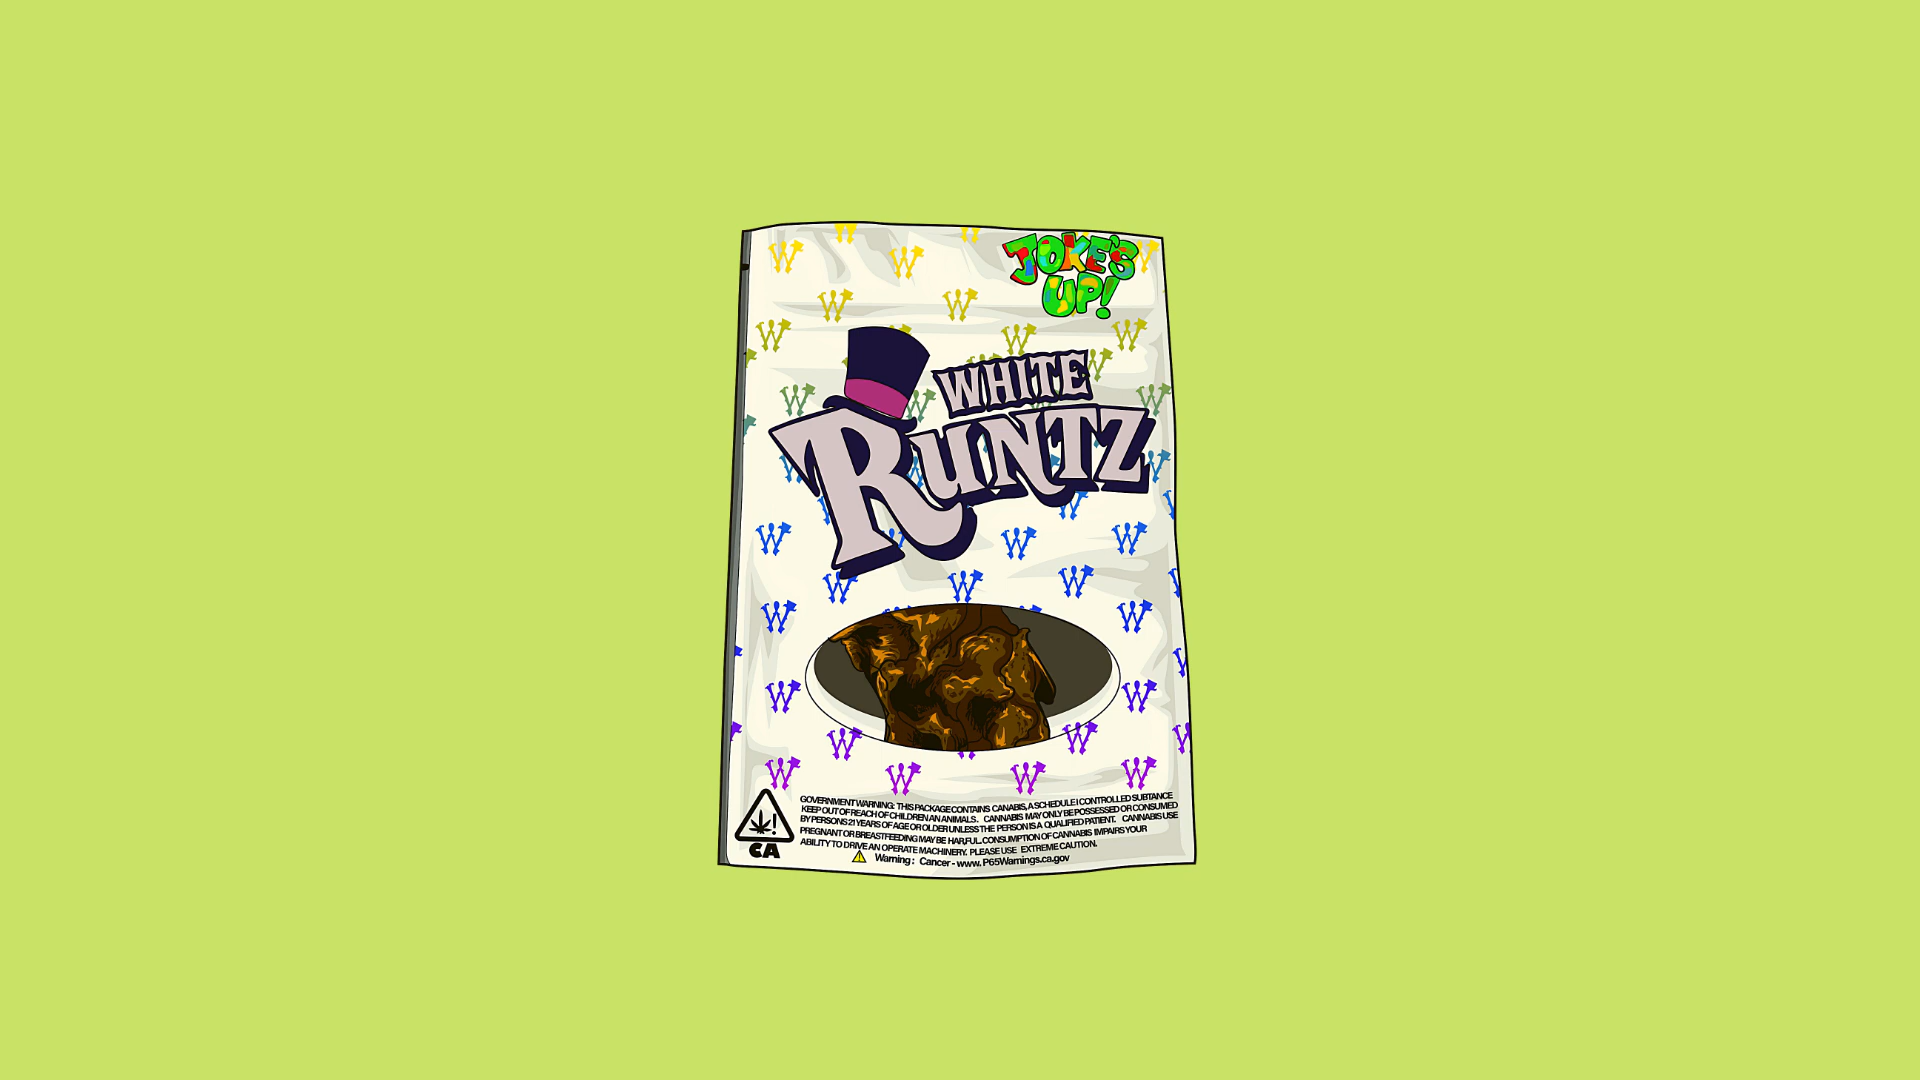 JOKE'S
UP!
WHITE
RUNTZ
GOVERNMENT WARNING: THIS PACKAGE CONTAINS CANABIS, A SCHEDULE I CONTROLLED SUBTANCE
KEEP OUT OF REACH OF CHILDREN AN ANIMALS. CANNABIS MAY ONLY BE POSSESSED OR CONSUMED
BY PERSONS 21 YEARS OF AGE OR OLDER UNLESS THE PERSON IS A QUALIFIED PATIENT. CANNABIS USE
PREGNANT OR BREASTFEEDING MAY BE HARFUL. CONSUMPTION OF CANNABIS IMPAIRS YOUR
ABILITY TO DRIVE AN OPERATE MACHINERY. PLEASE USE EXTREME CAUTION.
CA
Warning: Cancer - www.P65Warnings.ca.gov